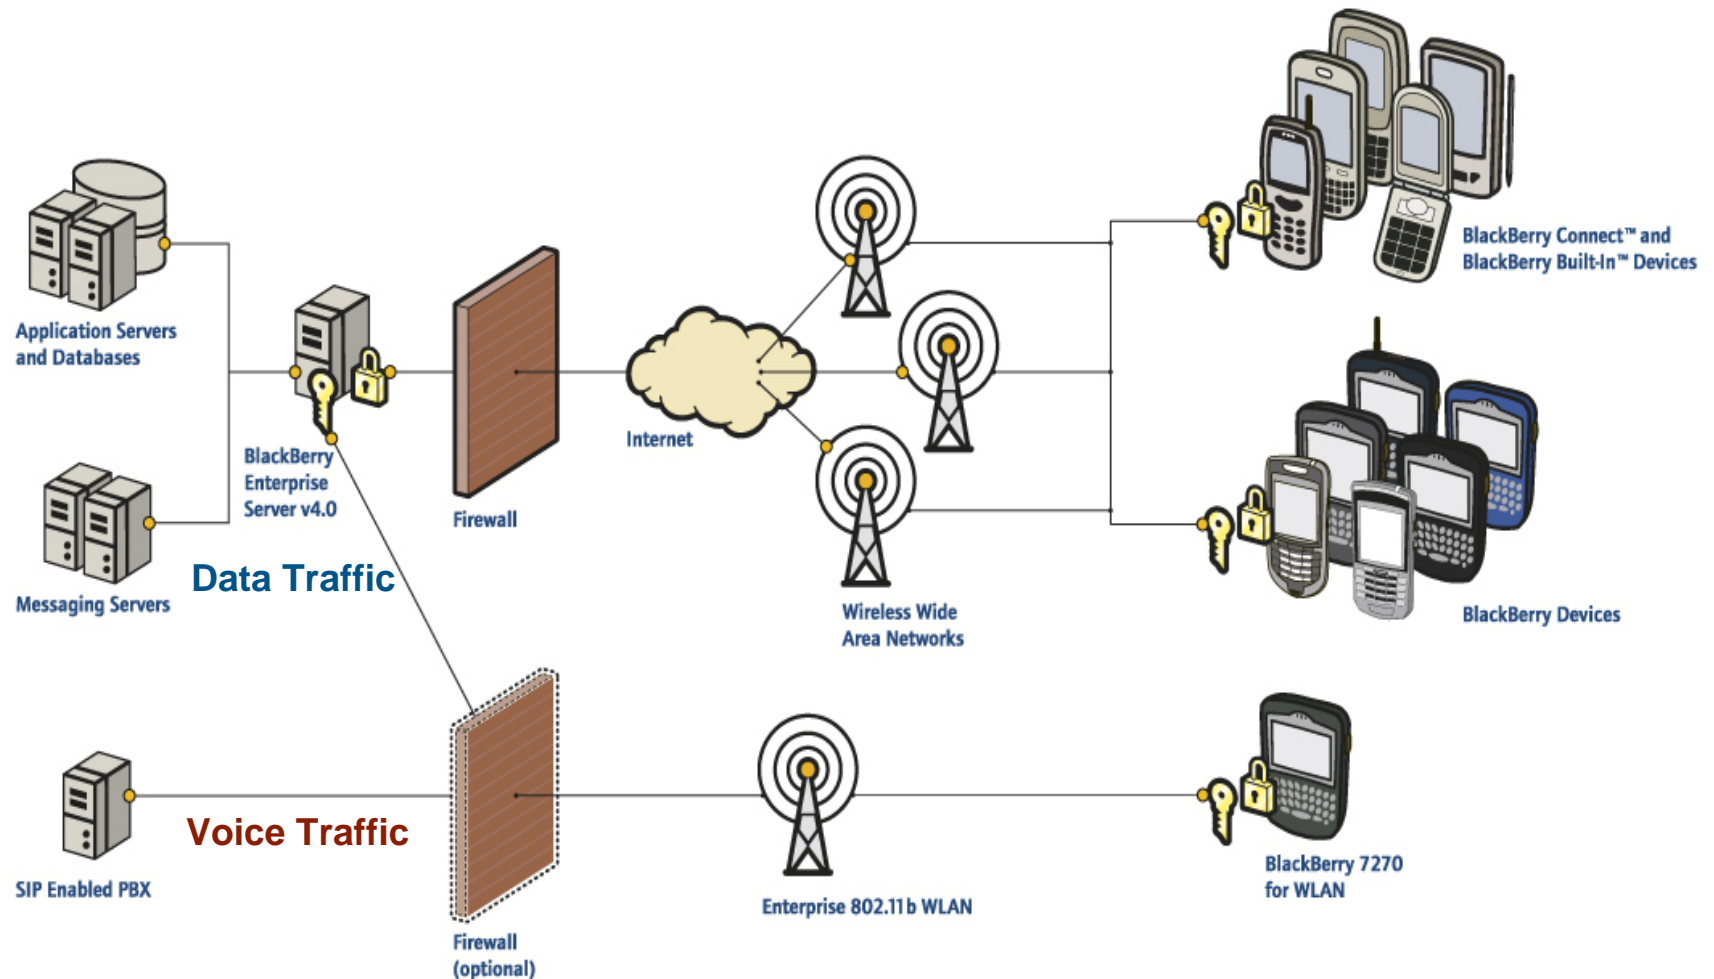 BlackBerry Connect™ and
BlackBerry Built-In™ Devices
Application Servers
and Databases
Internet
BlackBerry
Enterprise
Server v4.0
Firewall
Data Traffic
Messaging Servers
Wireless Wide
Area Networks
BlackBerry Devices
Voice Traffic
SIP Enabled PBX
BlackBerry 7270
for WLAN
Enterprise 802.11b WLAN
Firewall
(optional)